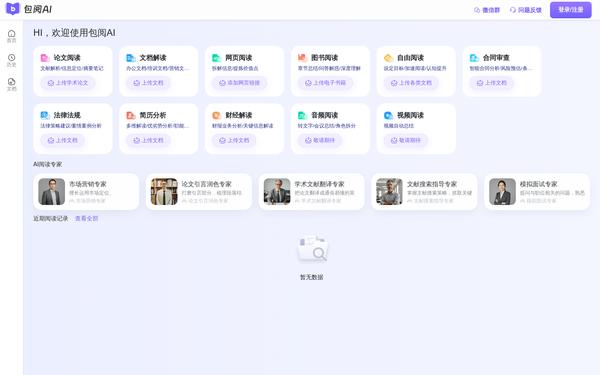 包阅AI
微信群
问题反馈
登录/注册
首页
历史
文档
HI，欢迎使用包阅AI
论文阅读
文献解析/信息定位/摘要笔记
上传学术论文
文档解读
办公文档/培训文档/营销文...
上传文档
网页阅读
拆解信息/提炼价值点
添加网页链接
图书阅读
章节总结/问答解惑/深度理解
上传电子书籍
自由阅读
设定目标/加速阅读/认知提升
上传各类文档
合同审查
智能合同分析/风险预估/条...
上传文档
法律法规
法律策略建议/案情案例分析
上传文档
简历分析
多维解读/优劣势分析/职能...
上传文档
财经解读
财报业务分析/关键信息解读
上传文档
音频阅读
转文字/会议总结/角色拆分
敬请期待
视频阅读
视频自动总结
敬请期待
AI阅读专家
市场营销专家
擅长运用市场定位、
市场营销专家
论文引言润色专家
打磨引言部分，梳理段落结
论文引言润色专家
学术文献翻译专家
把论文翻译成通俗易懂的第
学术文献翻译专家
文献搜索指导专家
掌握文献搜索策略，抓取关键
文献搜索指导专家
模拟面试专家
提问与职位相关的问题，熟悉
模拟面试专家
近期阅读记录
查看全部
暂无数据